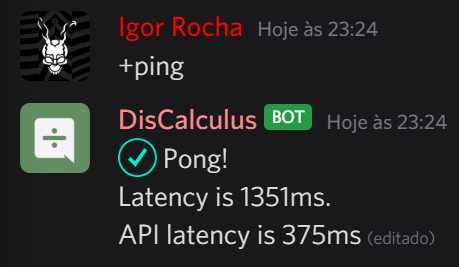 Igor Rocha Hoje às 23:24
+ping
DisCalculus BOT Hoje às 23:24
Pong!
Latency is 1351ms.
API latency is 375ms (editado)